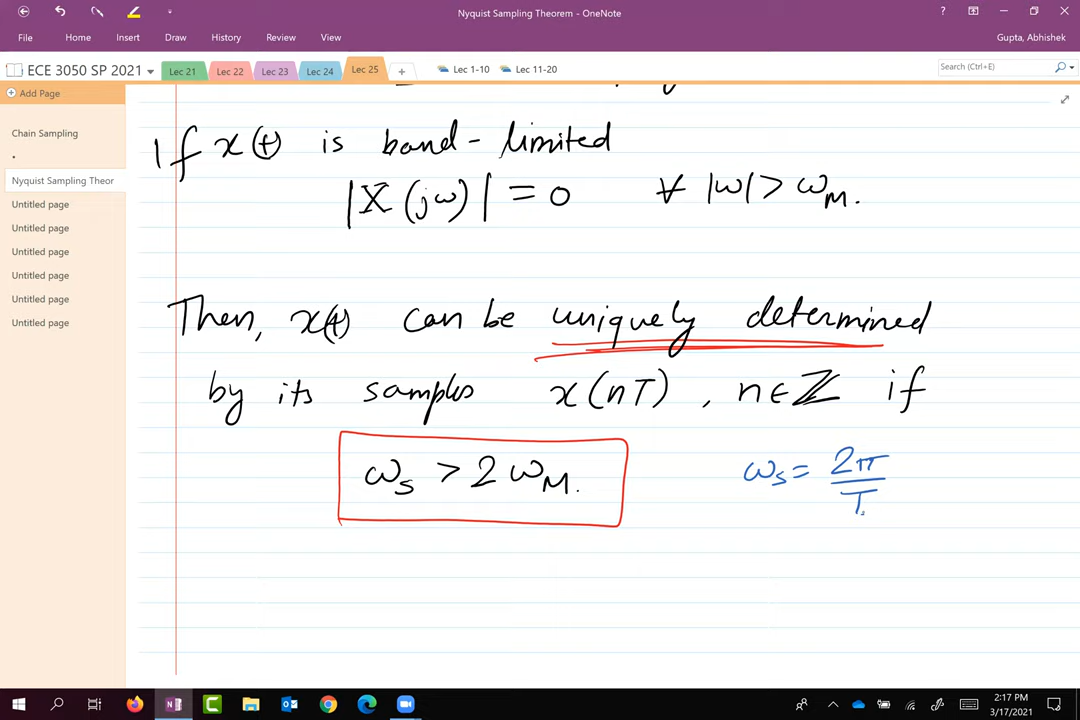 Nyquist Sampling Theorem - OneNote
?
File Home Insert Draw History Review View Gupta, Abhishek
ECE 3050 SP 2021 Lec 21 Lec 22 Lec 23 Lec 24 Lec 25 + Lec 1-10 Lec 11-20 Search (Ctrl+E)
Add Page
Chain Sampling
Nyquist Sampling Theor
Untitled page
Untitled page
Untitled page
Untitled page
Untitled page
Untitled page
If x(t) is band-limited
|X(jω)| = 0 ∀ |ω| > ω_M.
Then, x(t) can be uniquely determined
by its samples x(nT), n∈ℤ if
ω_s > 2 ω_M. ω_s = 2π/T
2:17 PM
3/17/2021